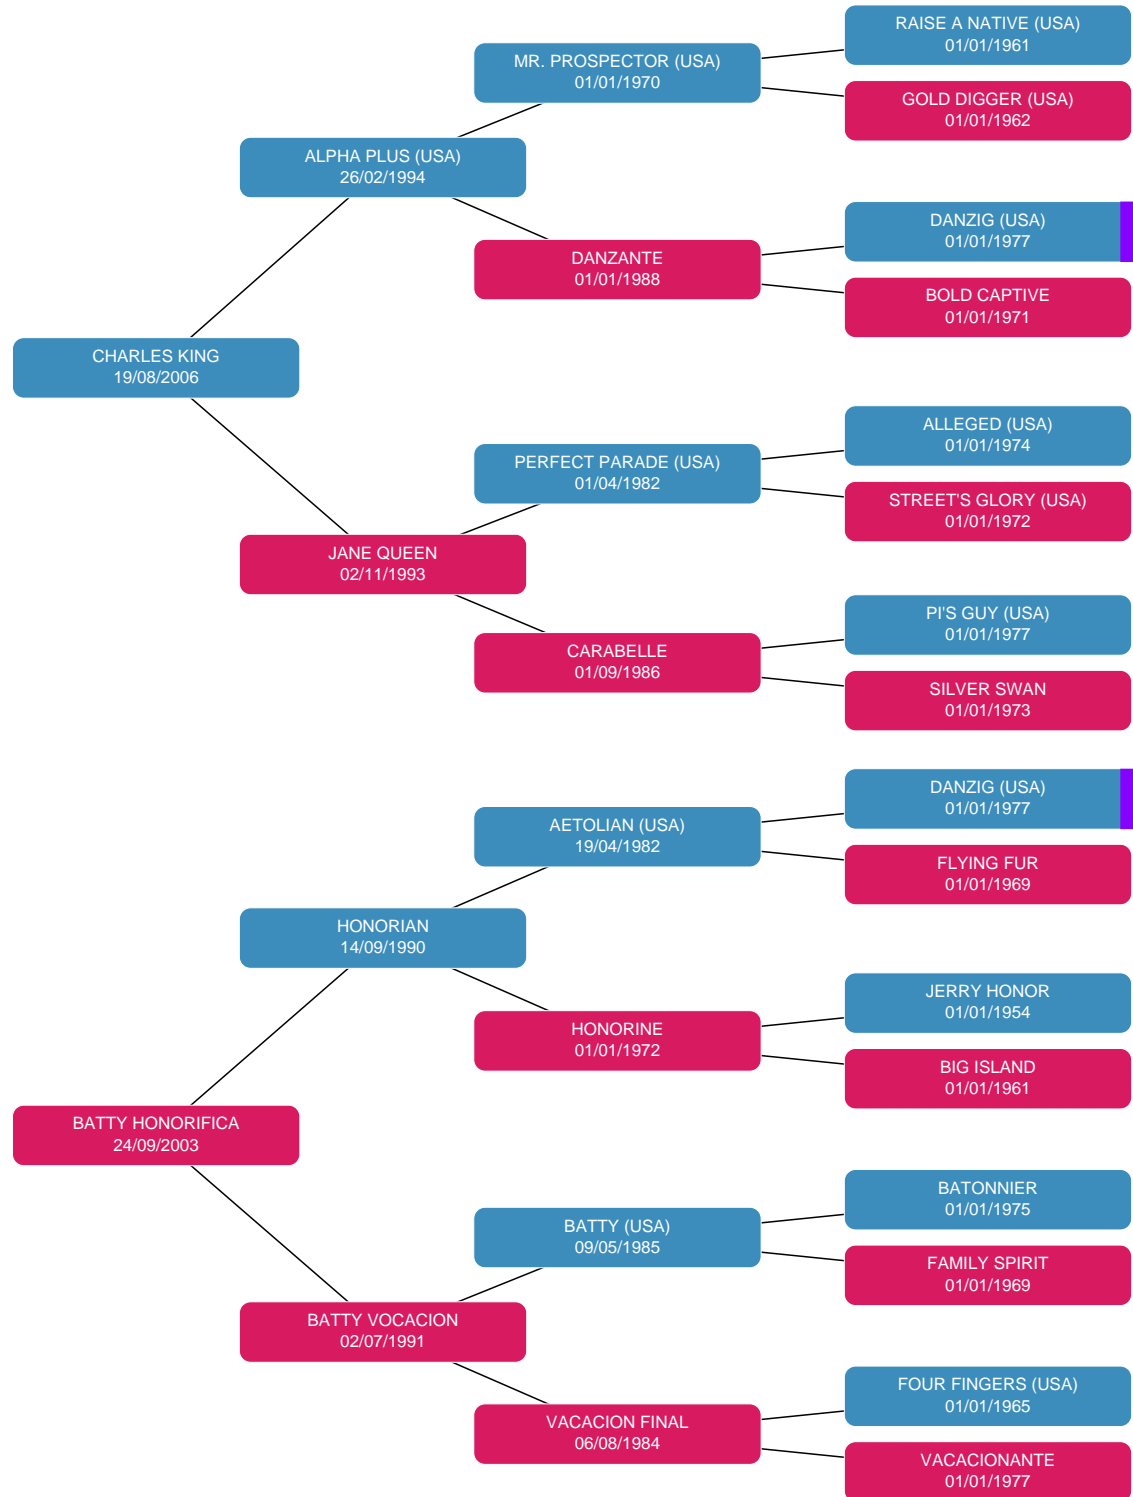 RAISE A NATIVE (USA)
01/01/1961
MR. PROSPECTOR (USA)
01/01/1970
GOLD DIGGER (USA)
01/01/1962
ALPHA PLUS (USA)
26/02/1994
DANZIG (USA)
01/01/1977
DANZANTE
01/01/1988
BOLD CAPTIVE
01/01/1971
CHARLES KING
19/08/2006
ALLEGED (USA)
01/01/1974
PERFECT PARADE (USA)
01/04/1982
STREET'S GLORY (USA)
01/01/1972
JANE QUEEN
02/11/1993
PI'S GUY (USA)
01/01/1977
CARABELLE
01/09/1986
SILVER SWAN
01/01/1973
DANZIG (USA)
01/01/1977
AETOLIAN (USA)
19/04/1982
FLYING FUR
01/01/1969
HONORIAN
14/09/1990
JERRY HONOR
01/01/1954
HONORINE
01/01/1972
BIG ISLAND
01/01/1961
BATTY HONORIFICA
24/09/2003
BATONNIER
01/01/1975
BATTY (USA)
09/05/1985
FAMILY SPIRIT
01/01/1969
BATTY VOCACION
02/07/1991
FOUR FINGERS (USA)
01/01/1965
VACACION FINAL
06/08/1984
VACACIONANTE
01/01/1977